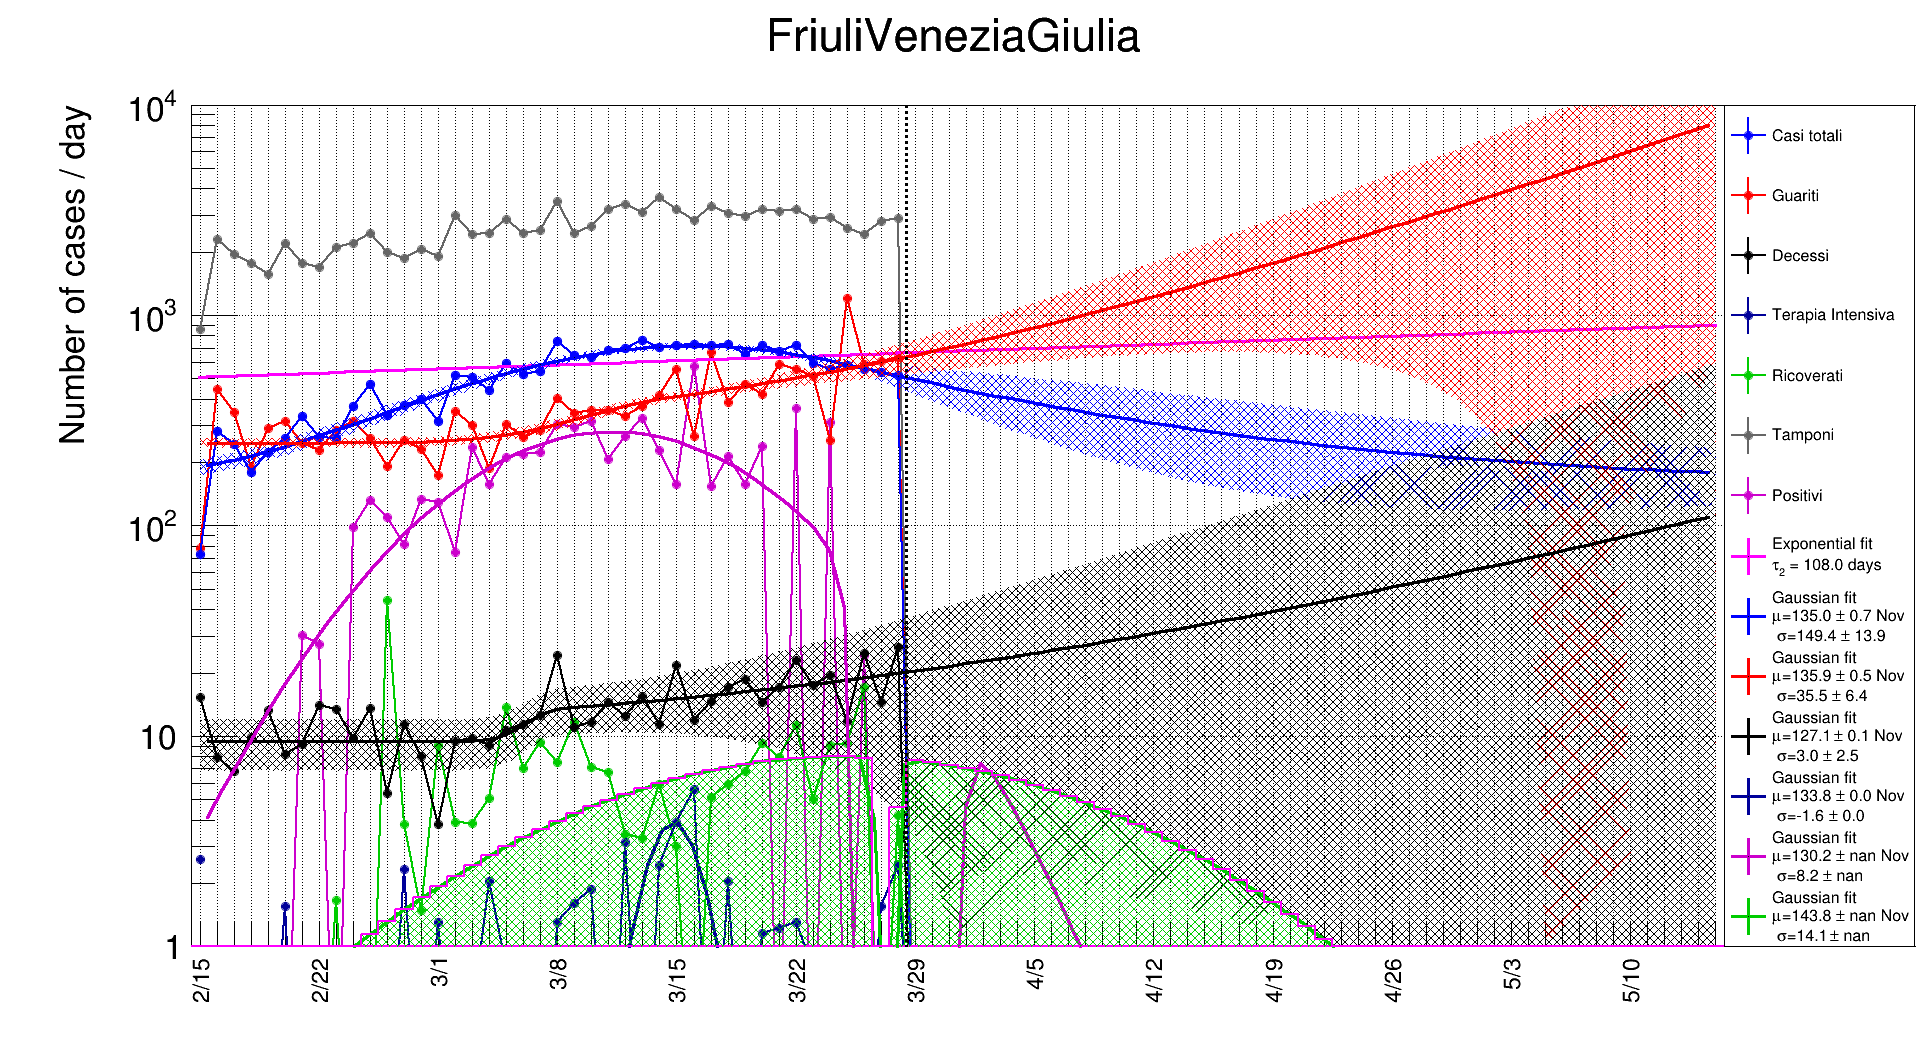 FriuliVeneziaGiulia
Number of cases / day
10^4
10^3
10^2
10
1
2/15
2/22
3/1
3/8
3/15
3/22
3/29
4/5
4/12
4/19
4/26
5/3
5/10
Casi totali
Guariti
Decessi
Terapia Intensiva
Ricoverati
Tamponi
Positivi
Exponential fit
τ₂ = 108.0 days
Gaussian fit
μ=135.0 ± 0.7 Nov
σ=149.4 ± 13.9
Gaussian fit
μ=135.9 ± 0.5 Nov
σ=35.5 ± 6.4
Gaussian fit
μ=127.1 ± 0.1 Nov
σ=3.0 ± 2.5
Gaussian fit
μ=133.8 ± 0.0 Nov
σ=-1.6 ± 0.0
Gaussian fit
μ=130.2 ± nan Nov
σ=8.2 ± nan
Gaussian fit
μ=143.8 ± nan Nov
σ=14.1 ± nan